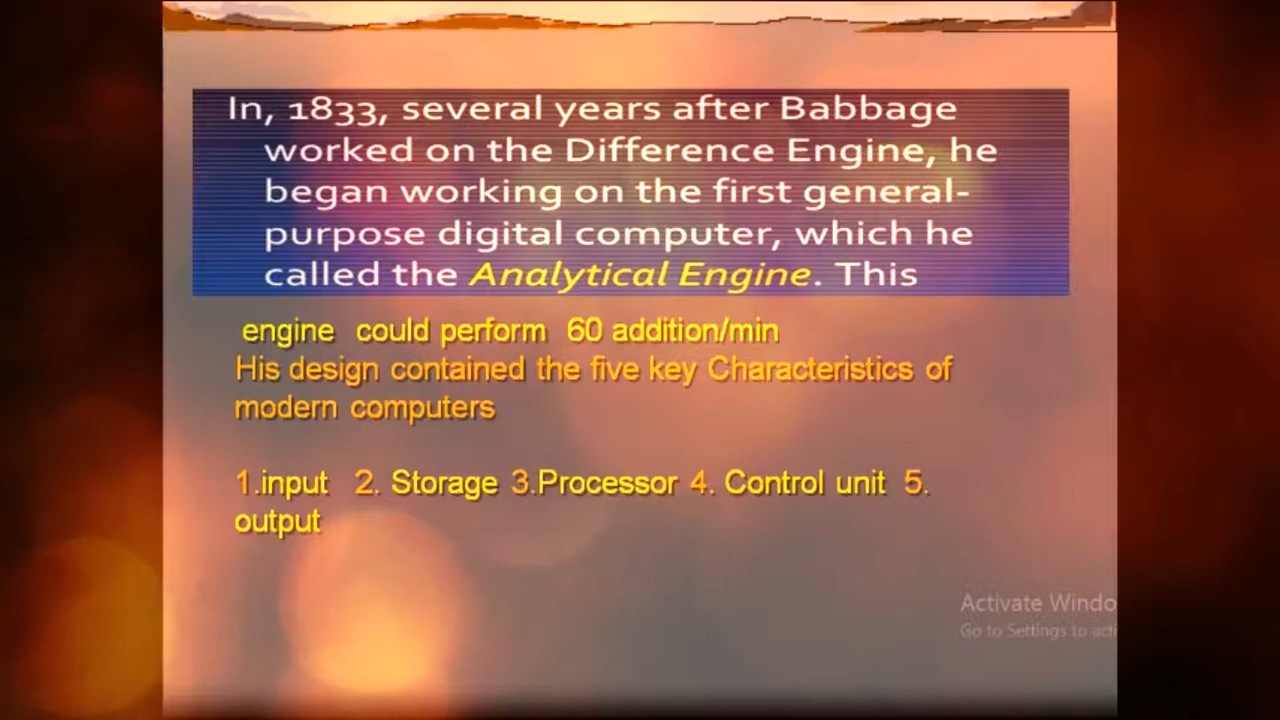 In, 1833, several years after Babbage
worked on the Difference Engine, he
began working on the first general-
purpose digital computer, which he
called the Analytical Engine. This
engine could perform 60 addition/min
His design contained the five key Characteristics of
modern computers
1.input 2. Storage 3.Processor 4. Control unit 5.
output
Activate Windo
Go to Settings to acti